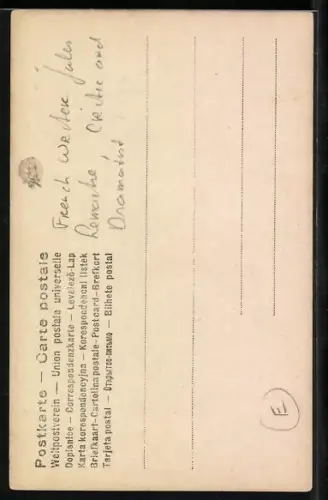 Postkarte — Carte postale
Weltpostverein — Union postale universelle
Dopisnice — Correspondenzkarte — Levelező-Lap
Karta korespondencyjna — Korespondenční lístek
Briefkaart — Cartolina postale — Postcard — Brefkort
Tarjeta postal — Открытое письмо — Bilhete postal
French Writer Jules
Lemaitre Critic and
Dramatist
E